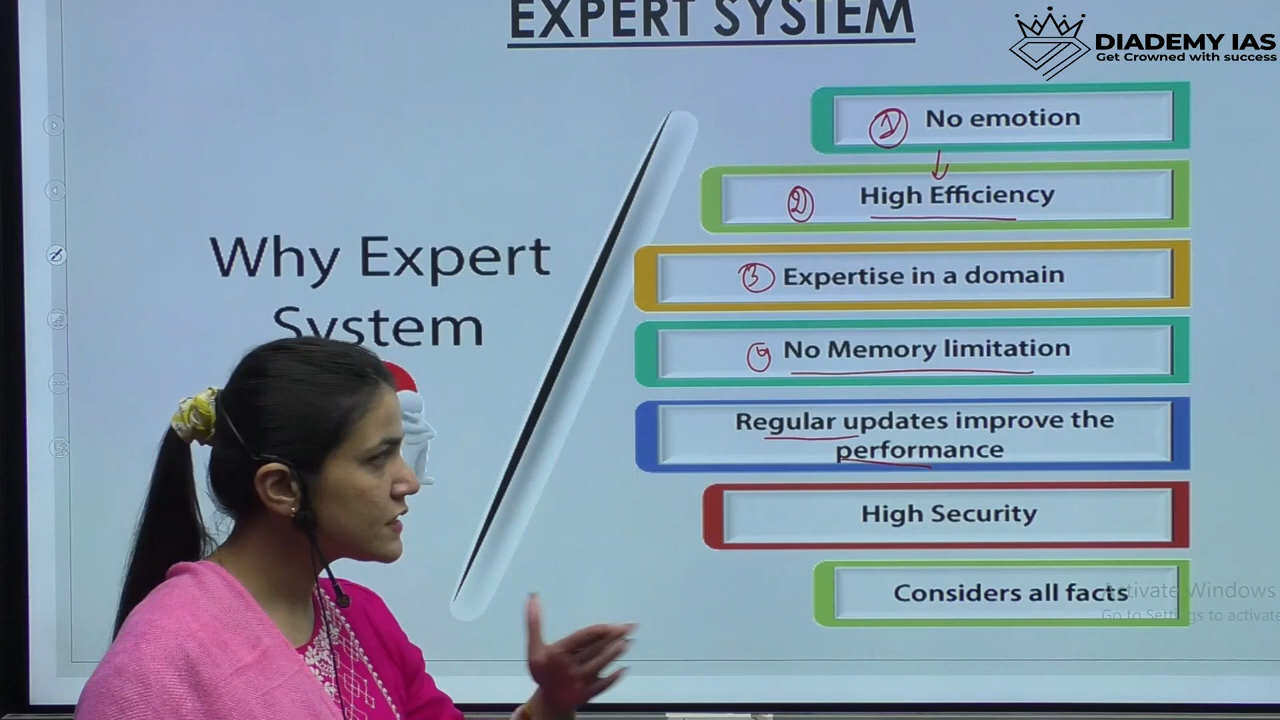 EXPERT SYSTEM
DIADEMY IAS
Get Crowned with success
Why Expert
System
1 No emotion
2 High Efficiency
3 Expertise in a domain
4 No Memory limitation
Regular updates improve the
performance
High Security
Considers all facts
Activate Windows
Go to Settings to activate